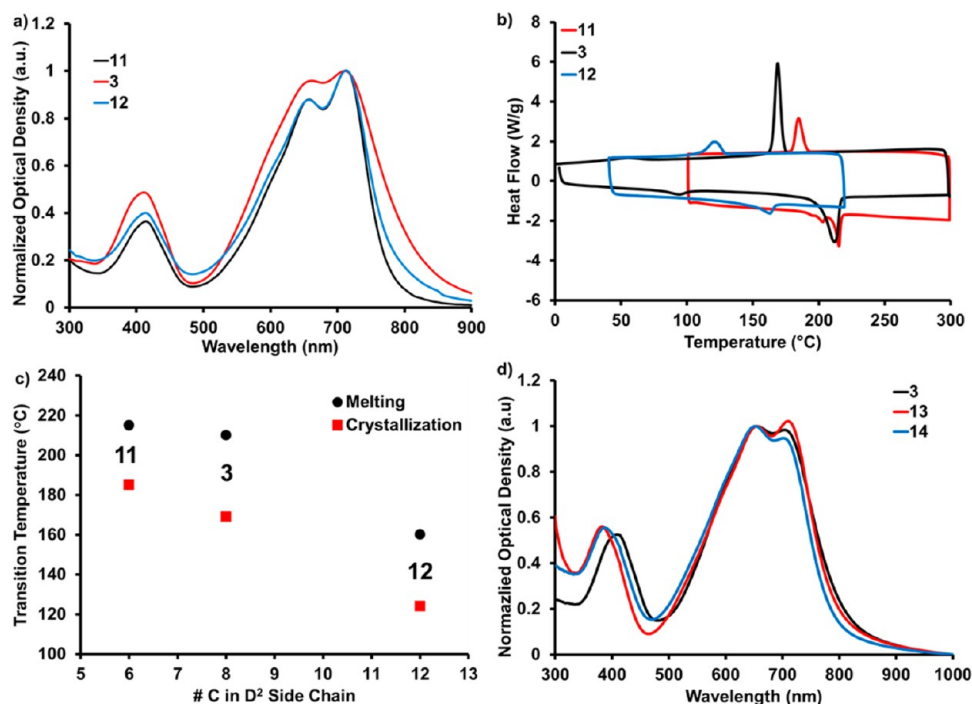 a)
Normalized Optical Density (a.u.)
1.2
1
0.8
0.6
0.4
0.2
0
11
3
12
300 400 500 600 700 800 900
Wavelength (nm)
b)
Heat Flow (W/g)
8
6
4
2
0
-2
-4
-6
11
3
12
0 50 100 150 200 250 300
Temperature (°C)
c)
Transition Temperature (°C)
240
220
200
180
160
140
120
100
Melting
Crystallization
11
3
12
5 6 7 8 9 10 11 12 13
# C in D² Side Chain
d)
Normazlied Optical Density (a.u)
1.2
1
0.8
0.6
0.4
0.2
0
3
13
14
300 400 500 600 700 800 900 1000
Wavelength (nm)